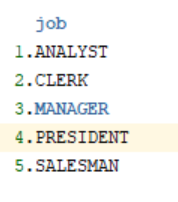 job
1.ANALYST
2.CLERK
3.MANAGER
4.PRESIDENT
5.SALESMAN